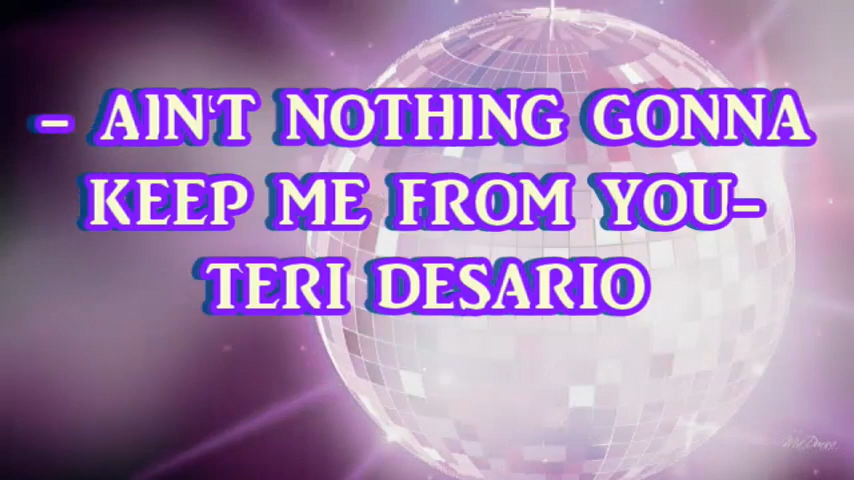 - AIN'T NOTHING GONNA
KEEP ME FROM YOU-
TERI DESARIO